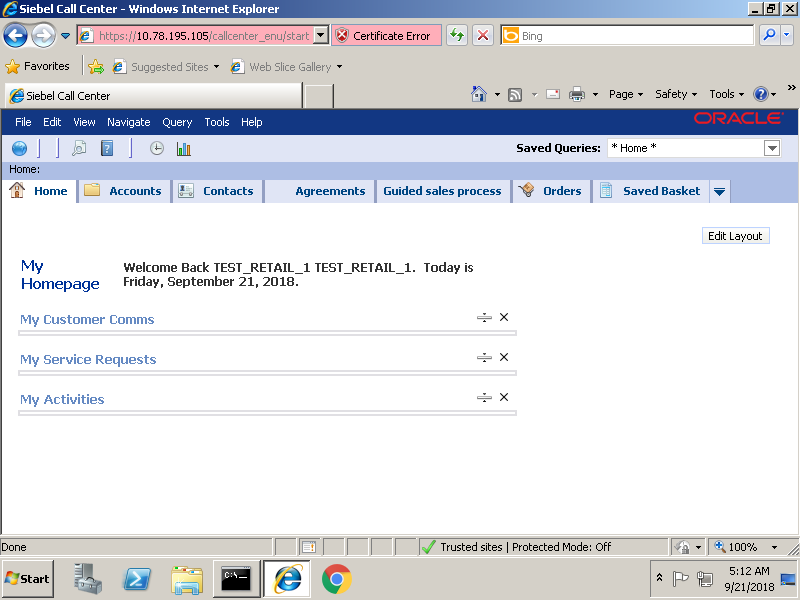 Siebel Call Center - Windows Internet Explorer
https://10.78.195.105/callcenter_enu/start
Certificate Error
Bing
Favorites
Suggested Sites
Web Slice Gallery
Siebel Call Center
Page
Safety
Tools
»
File Edit View Navigate Query Tools Help
ORACLE
Saved Queries:
* Home *
Home:
Home
Accounts
Contacts
Agreements
Guided sales process
Orders
Saved Basket
Edit Layout
My
Homepage
Welcome Back TEST_RETAIL_1 TEST_RETAIL_1. Today is
Friday, September 21, 2018.
My Customer Comms
My Service Requests
My Activities
Done
Trusted sites | Protected Mode: Off
100%
Start
C:\_
5:12 AM
9/21/2018